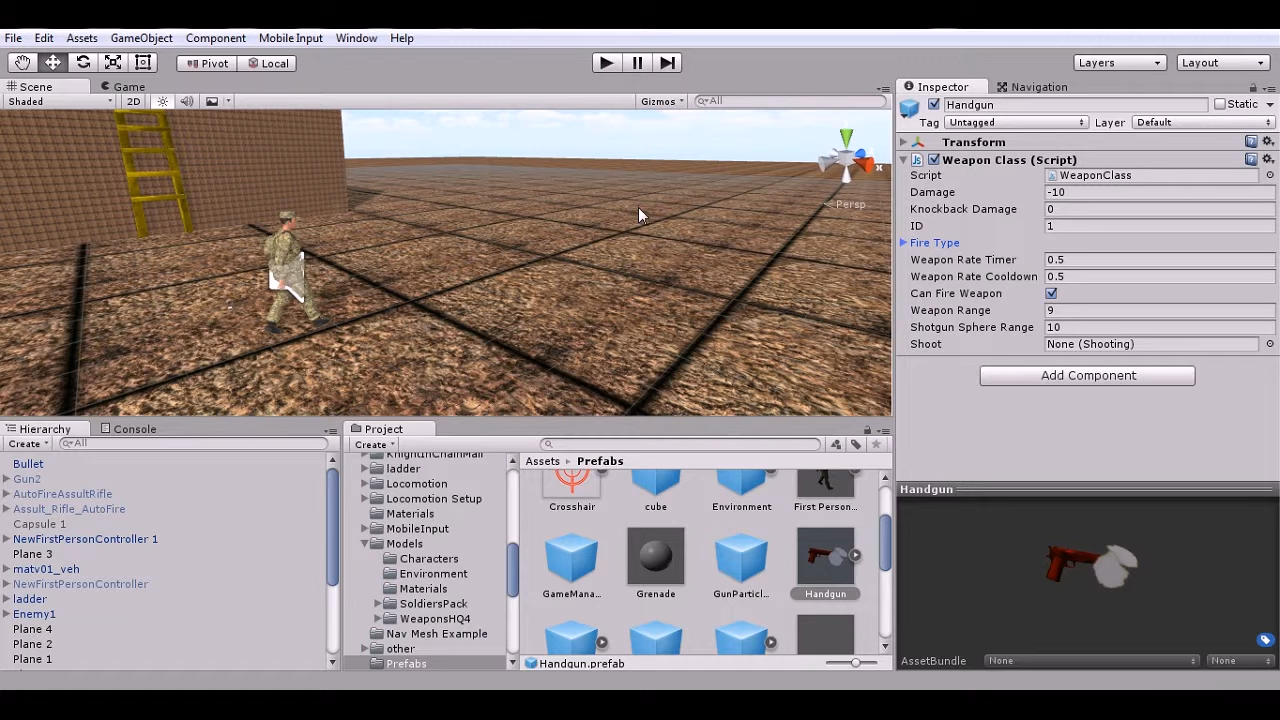 File Edit Assets GameObject Component Mobile Input Window Help
Pivot Local Layers Layout
Scene Game
Shaded 2D Gizmos All
x
Persp
Inspector Navigation
Handgun Static
Tag Untagged Layer Default
Transform
Weapon Class (Script)
Script WeaponClass
Damage -10
Knockback Damage 0
ID 1
Fire Type
Weapon Rate Timer 0.5
Weapon Rate Cooldown 0.5
Can Fire Weapon
Weapon Range 9
Shotgun Sphere Range 10
Shoot None (Shooting)
Add Component
Hierarchy Console
Create All
Bullet
Gun2
AutoFireAssultRifle
Assult_Rifle_AutoFire
Capsule 1
NewFirstPersonController 1
Plane 3
matv01_veh
NewFirstPersonController
ladder
Enemy1
Plane 4
Plane 2
Plane 1
Project
Create
KnightInChainMail
ladder
Locomotion
Locomotion Setup
Materials
MobileInput
Models
Characters
Environment
Materials
SoldiersPack
WeaponsHQ4
Nav Mesh Example
other
Prefabs
Assets Prefabs
Crosshair cube Environment First Person...
GameMana... Grenade GunParticl... Handgun
Handgun.prefab
Handgun
AssetBundle None None